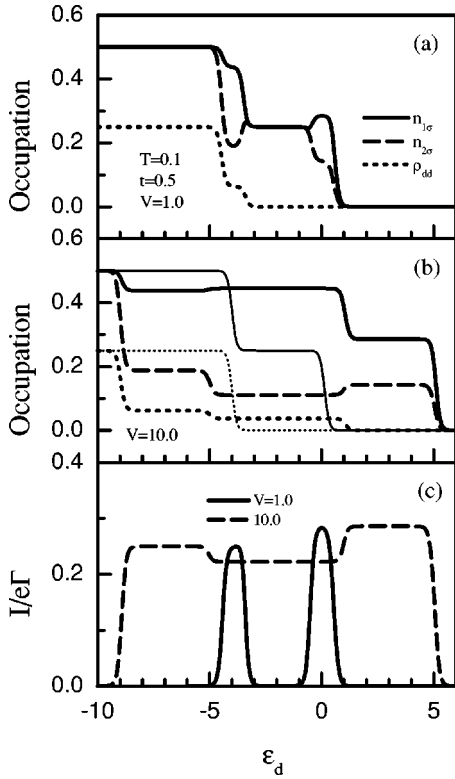 0.6
(a)
0.4
Occupation
0.2
T=0.1
t=0.5
V=1.0
n1σ
n2σ
ρdd
0.0
0.6
(b)
0.4
Occupation
0.2
V=10.0
0.0
0.4
(c)
V=1.0
10.0
I/eΓ
0.2
0.0
-10
-5
0
5
εd